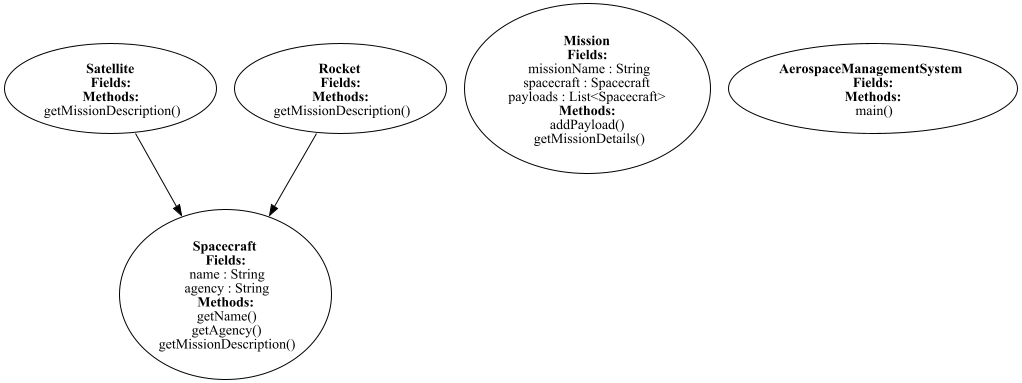 Satellite
Fields:
Methods:
getMissionDescription()
Rocket
Fields:
Methods:
getMissionDescription()
Mission
Fields:
missionName : String
spacecraft : Spacecraft
payloads : List<Spacecraft>
Methods:
addPayload()
getMissionDetails()
AerospaceManagementSystem
Fields:
Methods:
main()
Spacecraft
Fields:
name : String
agency : String
Methods:
getName()
getAgency()
getMissionDescription()